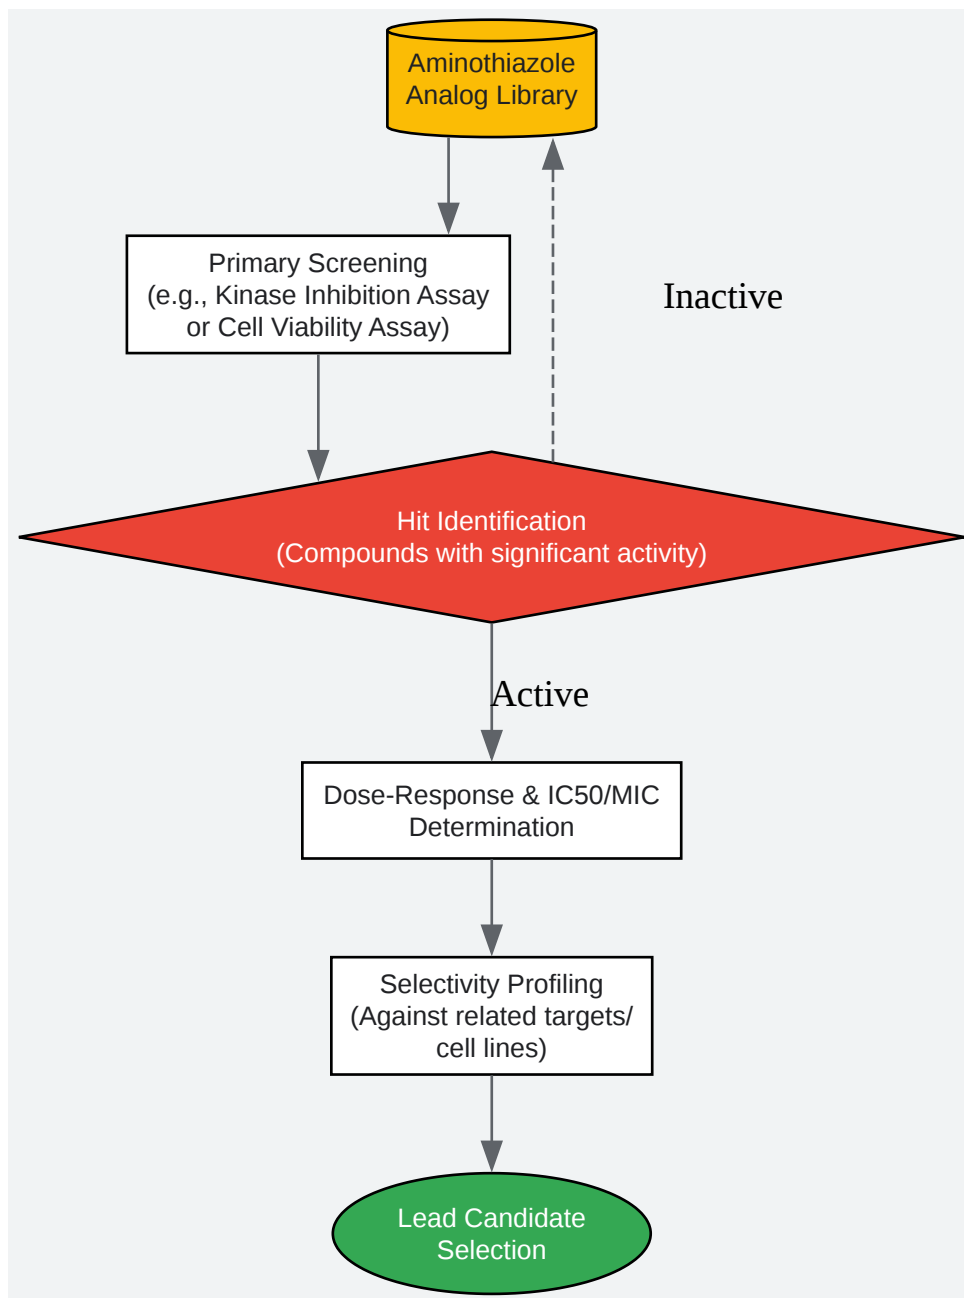 Aminothiazole
Analog Library
Primary Screening
(e.g., Kinase Inhibition Assay
or Cell Viability Assay)
Inactive
Hit Identification
(Compounds with significant activity)
Active
Dose-Response & IC50/MIC
Determination
Selectivity Profiling
(Against related targets/
cell lines)
Lead Candidate
Selection